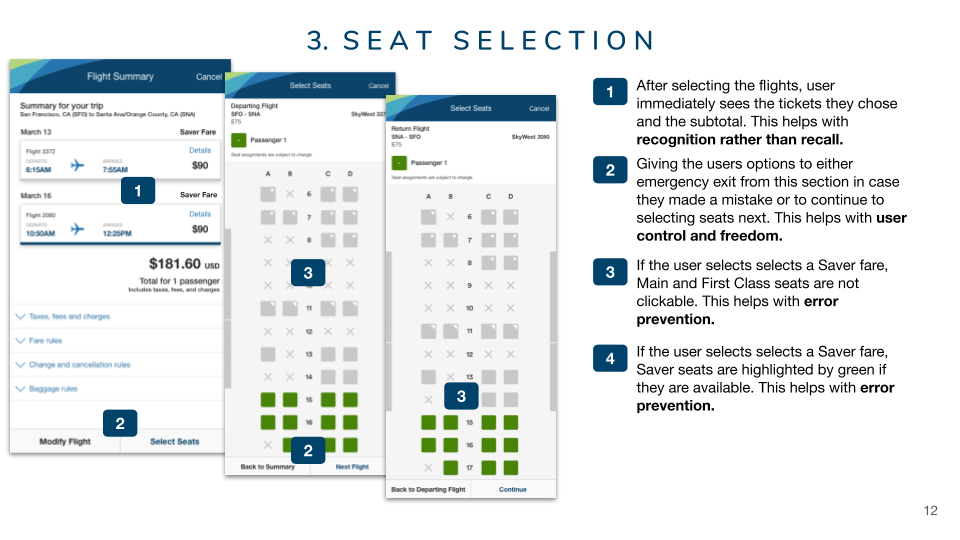 3. SEAT SELECTION
Flight Summary
Cancel
Summary for your trip
San Francisco, CA (SFO) to Santa Ana/Orange County, CA (SNA)
March 13
Saver Fare
Flight 3372
Details
DEPARTS
ARRIVES
$90
6:15AM
7:55AM
1
March 16
Saver Fare
Flight 2080
Details
DEPARTS
ARRIVES
$90
10:50AM
12:25PM
$181.60 USD
Total for 1 passenger
Includes taxes, fees, and charges
Taxes, fees and charges
Fare rules
Change and cancellation rules
Baggage rules
2
Modify Flight
Select Seats
Select Seats
Cancel
Departing Flight
SFO - SNA
E75
Passenger 1
Seat assignments are subject to change.
A B C D
6
7
8
3
11
12
13
14
15
16
2
Back to Summary
Next Flight
Select Seats
Cancel
Return Flight
SNA - SFO
SkyWest 2080
E75
Passenger 1
Seat assignments are subject to change.
A B C D
6
7
8
9
10
11
12
13
3
15
16
17
Back to Departing Flight
Continue
1
After selecting the flights, user
immediately sees the tickets they chose
and the subtotal. This helps with
recognition rather than recall.
2
Giving the users options to either
emergency exit from this section in case
they made a mistake or to continue to
selecting seats next. This helps with user
control and freedom.
3
If the user selects selects a Saver fare,
Main and First Class seats are not
clickable. This helps with error
prevention.
4
If the user selects selects a Saver fare,
Saver seats are highlighted by green if
they are available. This helps with error
prevention.
12